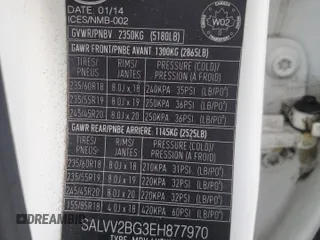 DATE 01/14
ICES/NMB-002
W02
GVWR/PNBV 2350KG (5180LB)
GAWR FRONT/PNBE AVANT 1300KG (2865LB)
TIRES/ RIMS/ PRESSURE (COLD)/
PNEUS JANTES PRESSION (A FROID)
235/60R18 8.0J x 18 240KPA 35PSI (LB/PO²)
235/55R19 8.0J x 19 250KPA 36PSI (LB/PO²)
245/45R20 8.0J x 20 250KPA 36PSI (LB/PO²)
GAWR REAR/PNBE ARRIERE 1145KG (2525LB)
TIRES/ RIMS/ PRESSURE (COLD)/
PNEUS JANTES PRESSION (A FROID)
235/60R18 8.0J x 18 210KPA 31PSI (LB/PO²)
235/55R19 8.0J x 19 220KPA 32PSI (LB/PO²)
245/45R20 8.0J x 20 220KPA 32PSI (LB/PO²)
155/85R18 4.0J x 18 420KPA 60PSI (LB/PO²)
SALVV2BG3EH877970